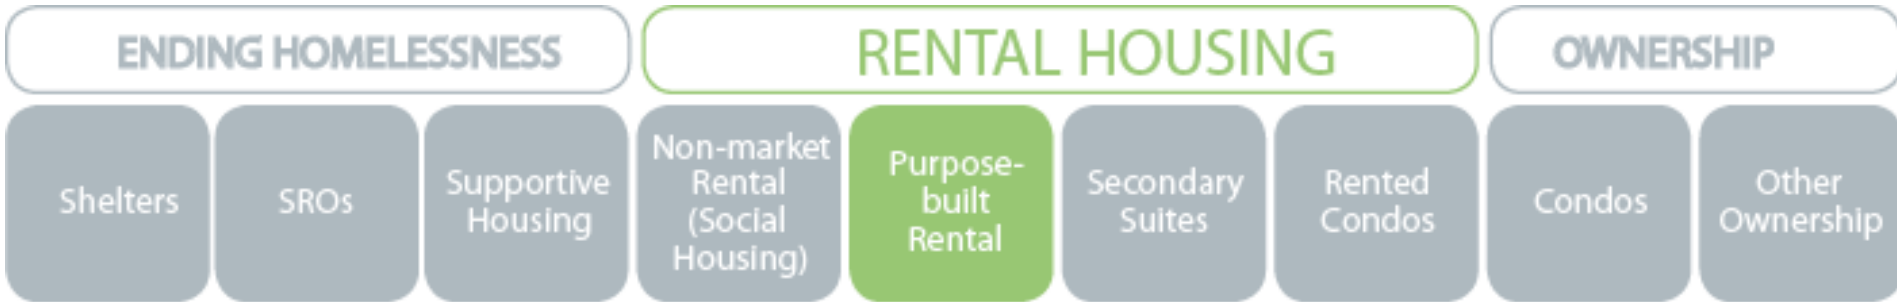 ENDING HOMELESSNESS
RENTAL HOUSING
OWNERSHIP
Shelters
SROs
Supportive
Housing
Non-market
Rental
(Social
Housing)
Purpose-
built
Rental
Secondary
Suites
Rented
Condos
Condos
Other
Ownership